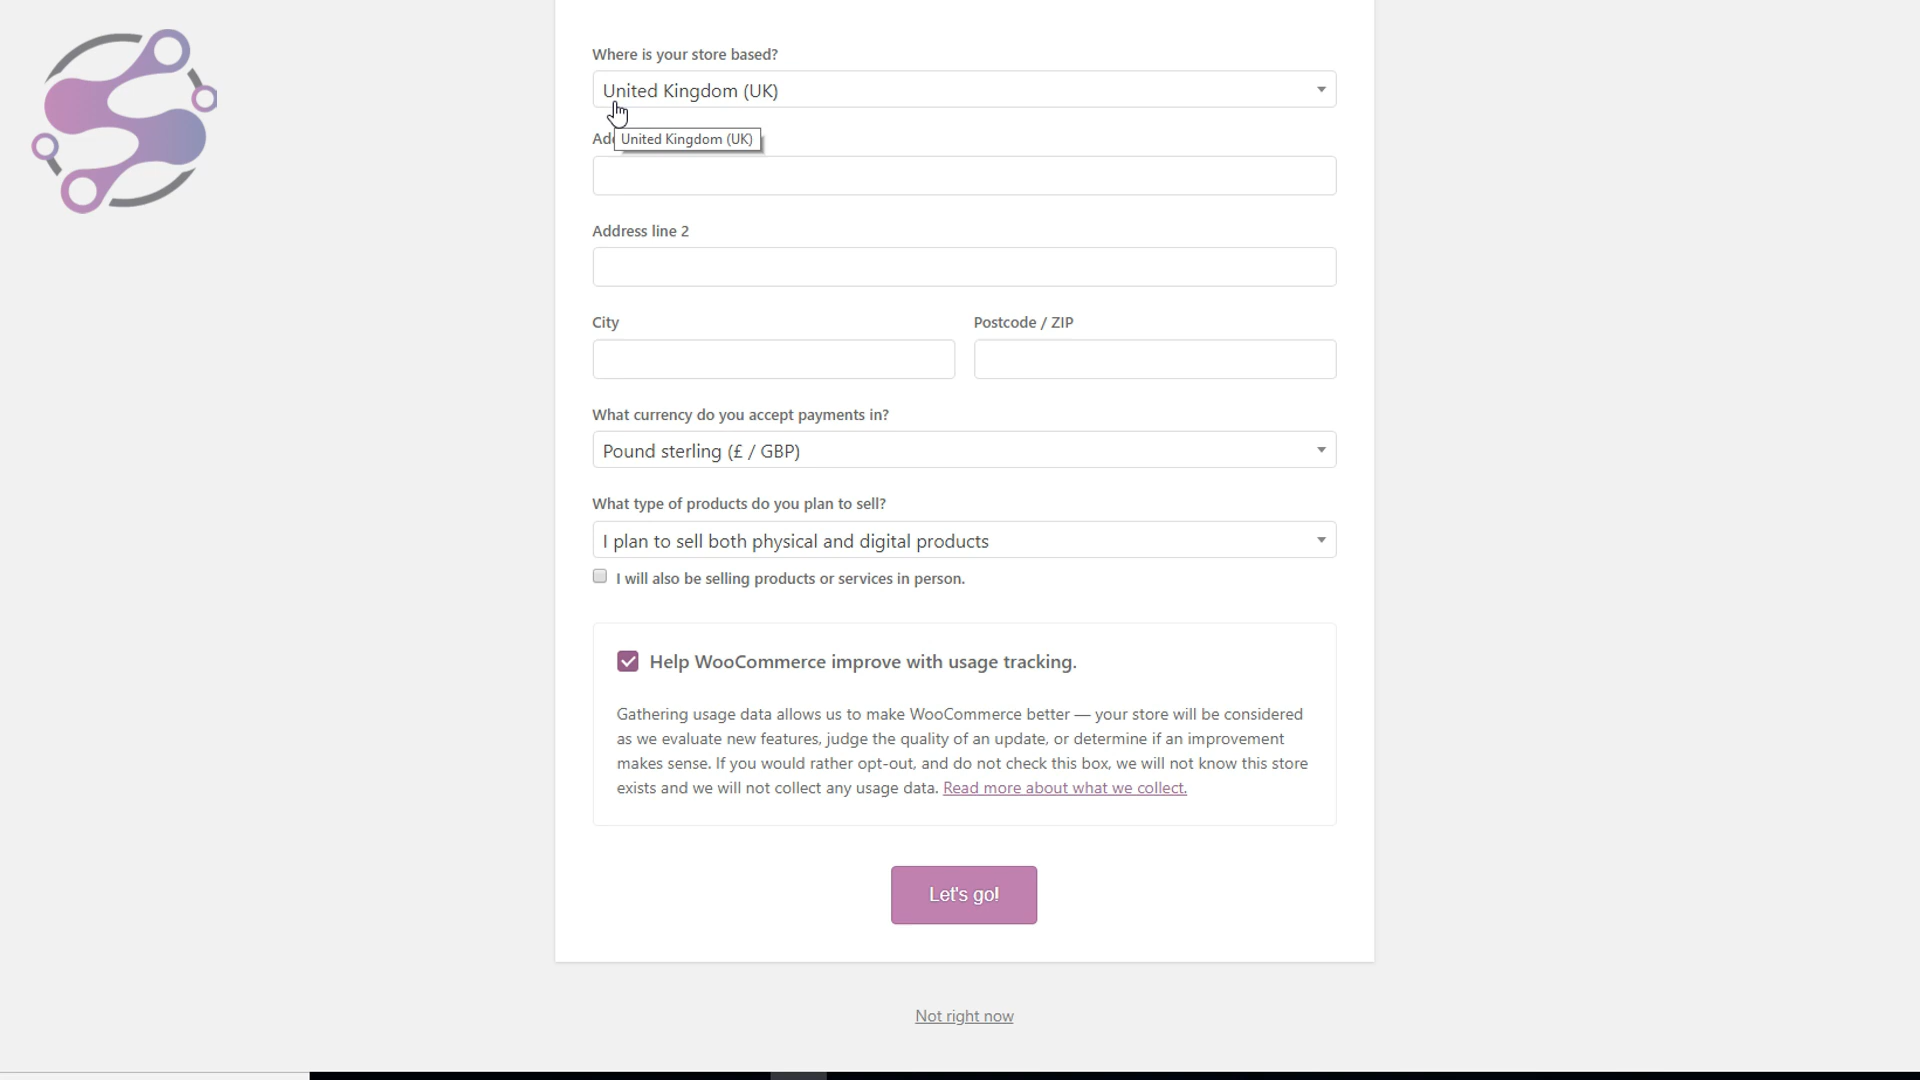 Where is your store based?
United Kingdom (UK)
United Kingdom (UK)
Address line 2
City
Postcode / ZIP
What currency do you accept payments in?
Pound sterling (£ / GBP)
What type of products do you plan to sell?
I plan to sell both physical and digital products
I will also be selling products or services in person.
Help WooCommerce improve with usage tracking.
Gathering usage data allows us to make WooCommerce better — your store will be considered
as we evaluate new features, judge the quality of an update, or determine if an improvement
makes sense. If you would rather opt-out, and do not check this box, we will not know this store
exists and we will not collect any usage data. Read more about what we collect.
Let's go!
Not right now